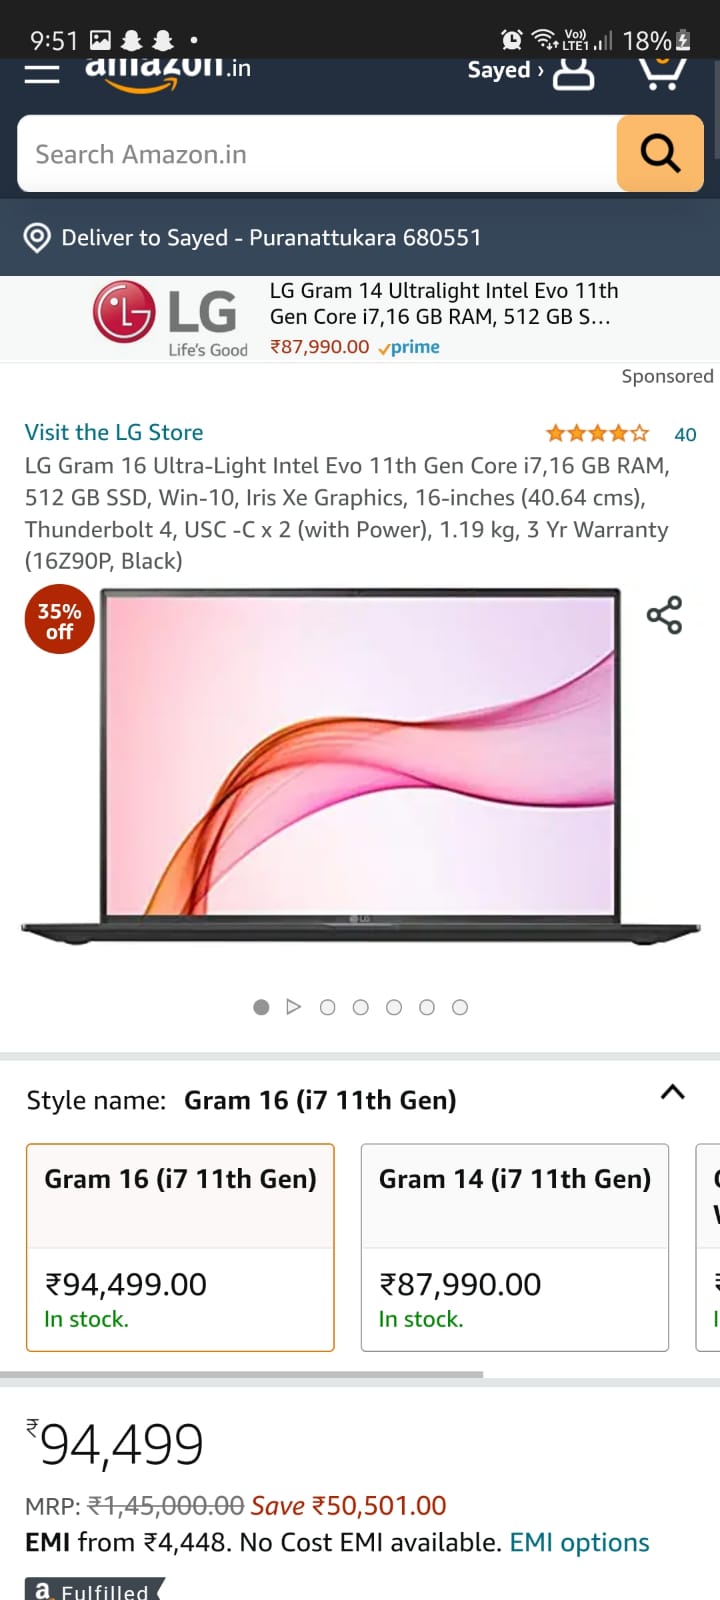 9:51 Vo)) LTE1 18%
amazon.in Sayed ›
Search Amazon.in
Deliver to Sayed - Puranattukara 680551
LG LG Gram 14 Ultralight Intel Evo 11th
Gen Core i7,16 GB RAM, 512 GB S...
Life's Good ₹87,990.00 prime
Sponsored
Visit the LG Store 40
LG Gram 16 Ultra-Light Intel Evo 11th Gen Core i7,16 GB RAM,
512 GB SSD, Win-10, Iris Xe Graphics, 16-inches (40.64 cms),
Thunderbolt 4, USC -C x 2 (with Power), 1.19 kg, 3 Yr Warranty
(16Z90P, Black)
35%
off
LG
Style name: Gram 16 (i7 11th Gen)
Gram 16 (i7 11th Gen) Gram 14 (i7 11th Gen)
₹94,499.00 ₹87,990.00
In stock. In stock.
₹94,499
MRP: ₹1,45,000.00 Save ₹50,501.00
EMI from ₹4,448. No Cost EMI available. EMI options
a Fulfilled